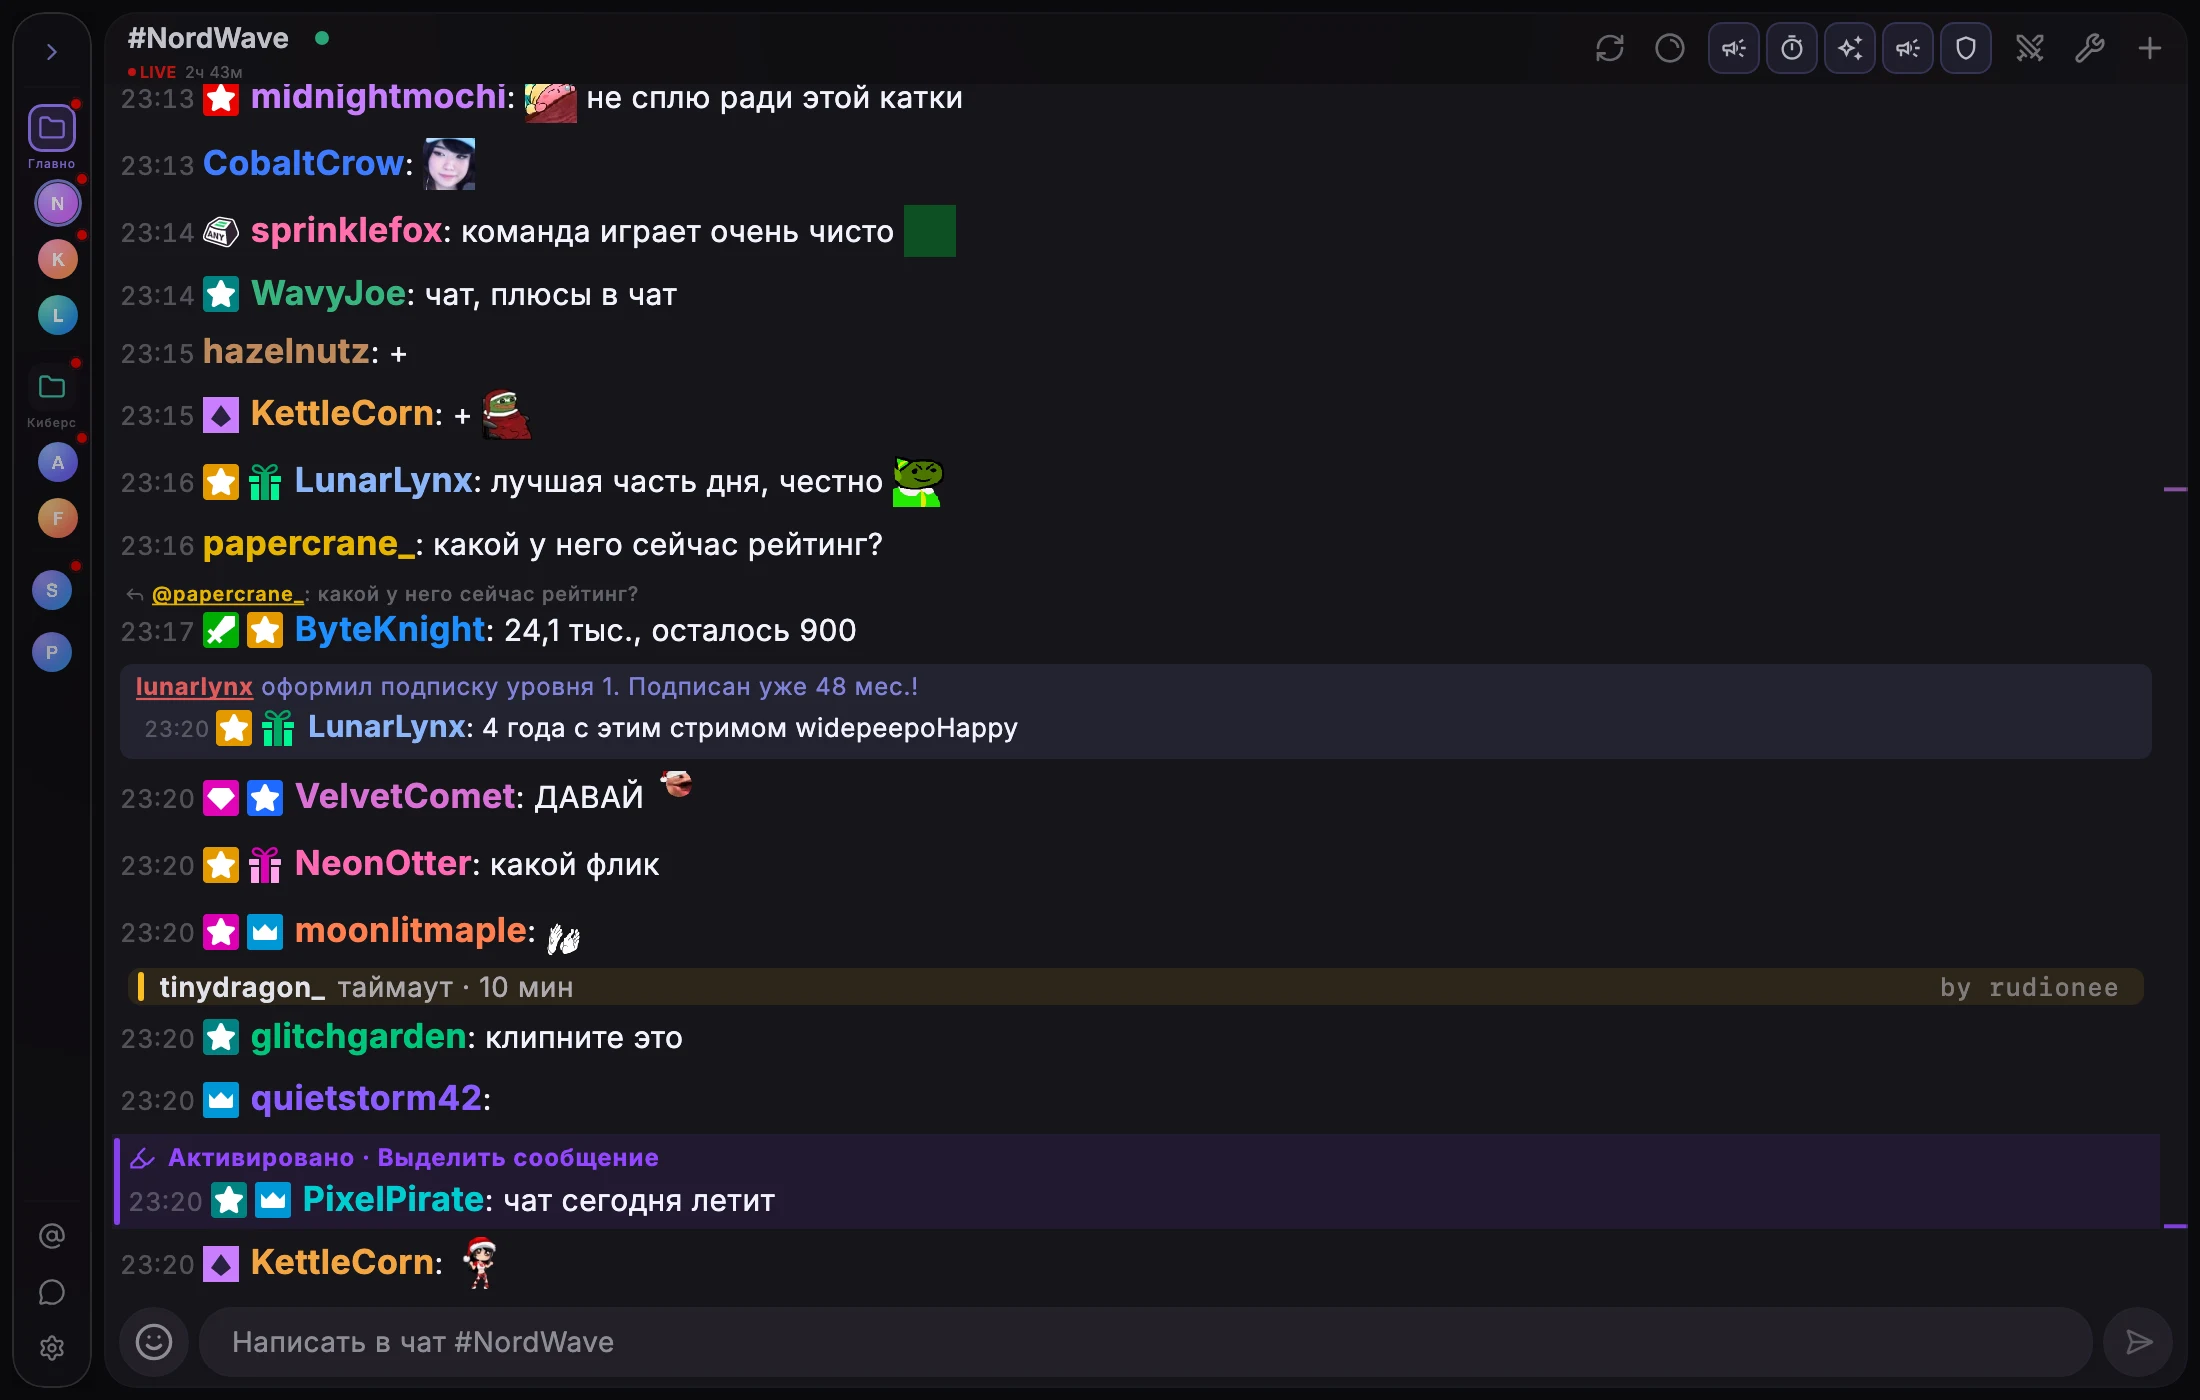 #NordWave
LIVE 2ч 43м
Главно
N
K
L
Киберс
A
F
S
P
23:13 midnightmochi: не сплю ради этой катки
23:13 CobaltCrow:
23:14 ANY sprinklefox: команда играет очень чисто
23:14 WavyJoe: чат, плюсы в чат
23:15 hazelnutz: +
23:15 KettleCorn: +
23:16 LunarLynx: лучшая часть дня, честно
23:16 papercrane_: какой у него сейчас рейтинг?
@papercrane_: какой у него сейчас рейтинг?
23:17 ByteKnight: 24,1 тыс., осталось 900
lunarlynx оформил подписку уровня 1. Подписан уже 48 мес.!
23:20 LunarLynx: 4 года с этим стримом widepeepoHappy
23:20 VelvetComet: ДАВАЙ
23:20 NeonOtter: какой флик
23:20 moonlitmaple:
tinydragon_ таймаут · 10 мин by rudionee
23:20 glitchgarden: клипните это
23:20 quietstorm42:
Активировано · Выделить сообщение
23:20 PixelPirate: чат сегодня летит
23:20 KettleCorn:
Написать в чат #NordWave